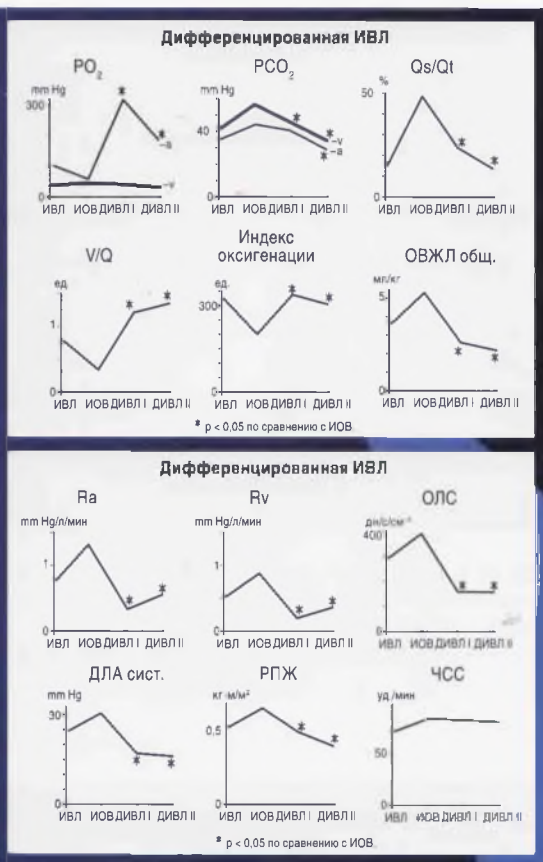 Дифференцированная ИВЛ
PO₂ PCO₂ Qs/Qt
mm Hg mm Hg %
300 40 50
-a -v -v -a
0 0 0
ИВЛ ИОВ ДИВЛ I ДИВЛ II ИВЛ ИОВ ДИВЛ I ДИВЛ II ИВЛ ИОВ ДИВЛ I ДИВЛ II
V/Q Индекс оксигенации ОВЖЛ общ.
ед. ед. мл/кг
1 300 5
0 0 0
ИВЛ ИОВ ДИВЛ I ДИВЛ II ИВЛ ИОВ ДИВЛ I ДИВЛ II ИВЛ ИОВ ДИВЛ I ДИВЛ II
* p < 0,05 по сравнению с ИОВ
Дифференцированная ИВЛ
Ra Rv ОЛС
mm Hg/л/мин mm Hg/л/мин дн/с/см⁻⁵
1 1 400
0 0 0
ИВЛ ИОВ ДИВЛ I ДИВЛ II ИВЛ ИОВ ДИВЛ I ДИВЛ II ИВЛ ИОВ ДИВЛ I ДИВЛ II
ДЛА сист. РПЖ ЧСС
mm Hg кг·м/м² уд./мин
30 0,5 50
0 0 0
ИВЛ ИОВ ДИВЛ I ДИВЛ II ИВЛ ИОВ ДИВЛ I ДИВЛ II ИВЛ ИОВ ДИВЛ I ДИВЛ II
* p < 0,05 по сравнению с ИОВ